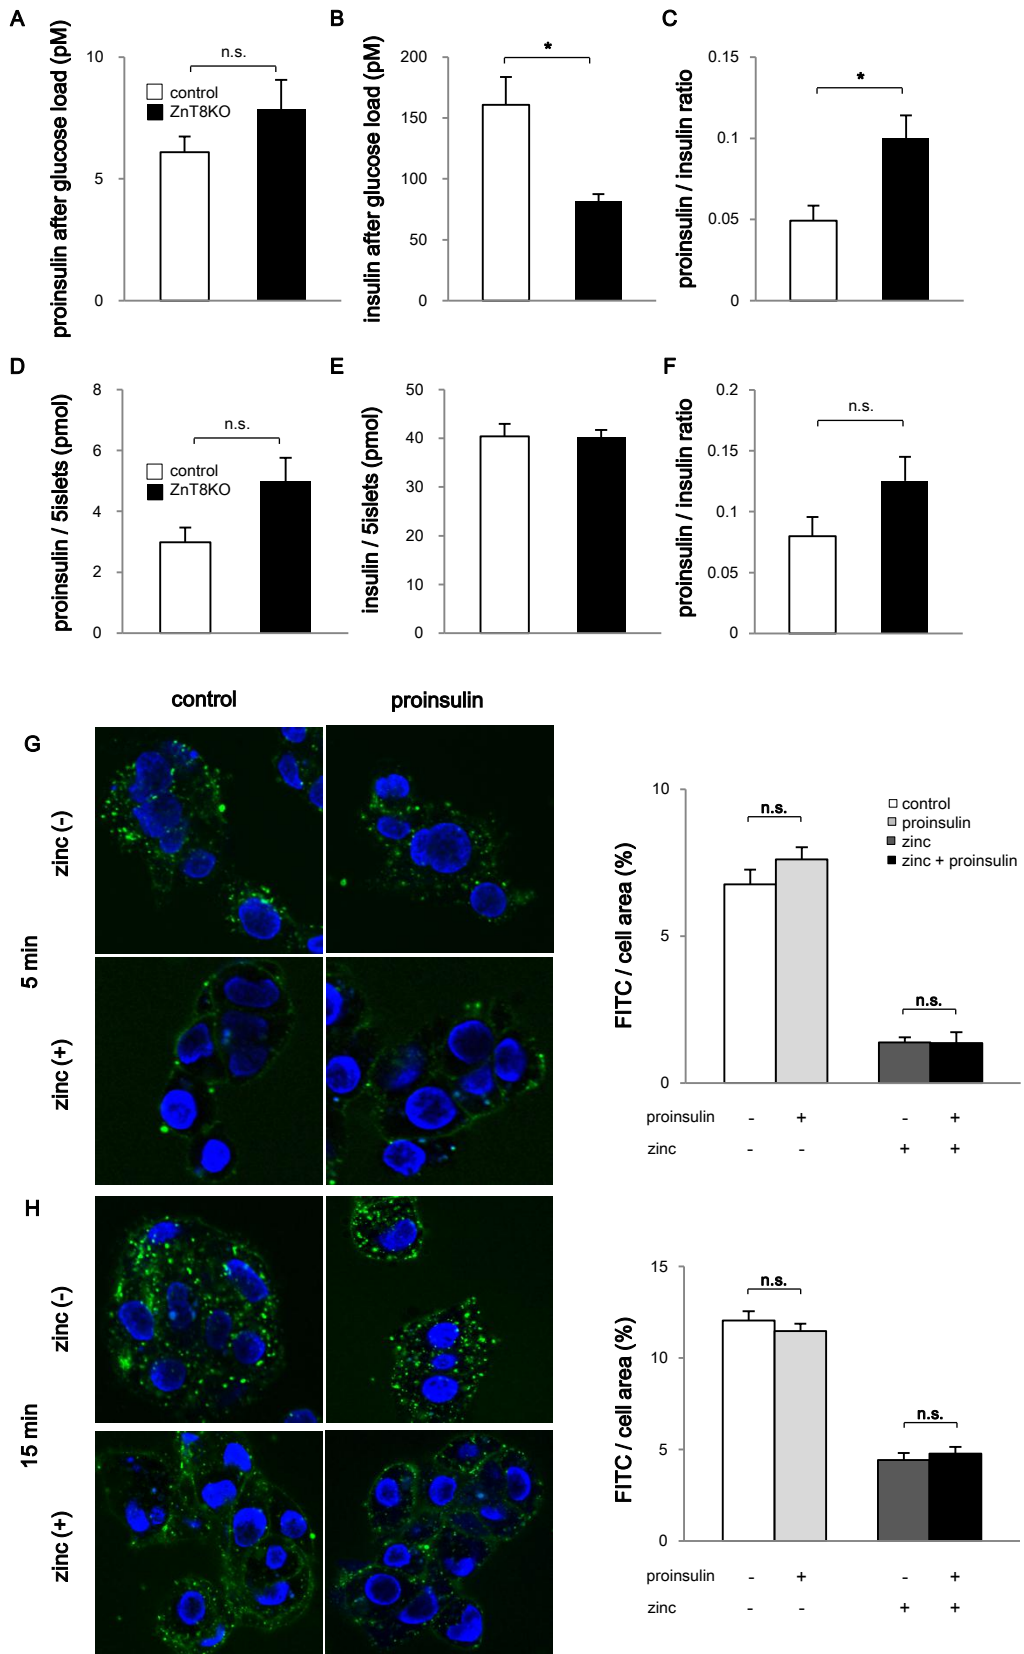 A
proinsulin after glucose load (pM)
10
5
0
n.s.
control
ZnT8KO
B
insulin after glucose load (pM)
200
150
100
50
0
*
C
proinsulin / insulin ratio
0.15
0.1
0.05
0
*
D
proinsulin / 5islets (pmol)
8
6
4
2
0
n.s.
control
ZnT8KO
E
insulin / 5islets (pmol)
50
40
30
20
10
0
F
proinsulin / insulin ratio
0.2
0.15
0.1
0.05
0
n.s.
control
proinsulin
G
5 min
zinc (-)
zinc (+)
FITC / cell area (%)
10
5
0
n.s.
n.s.
control
proinsulin
zinc
zinc + proinsulin
proinsulin - + - +
zinc - - + +
H
15 min
zinc (-)
zinc (+)
FITC / cell area (%)
15
10
5
0
n.s.
n.s.
proinsulin - + - +
zinc - - + +